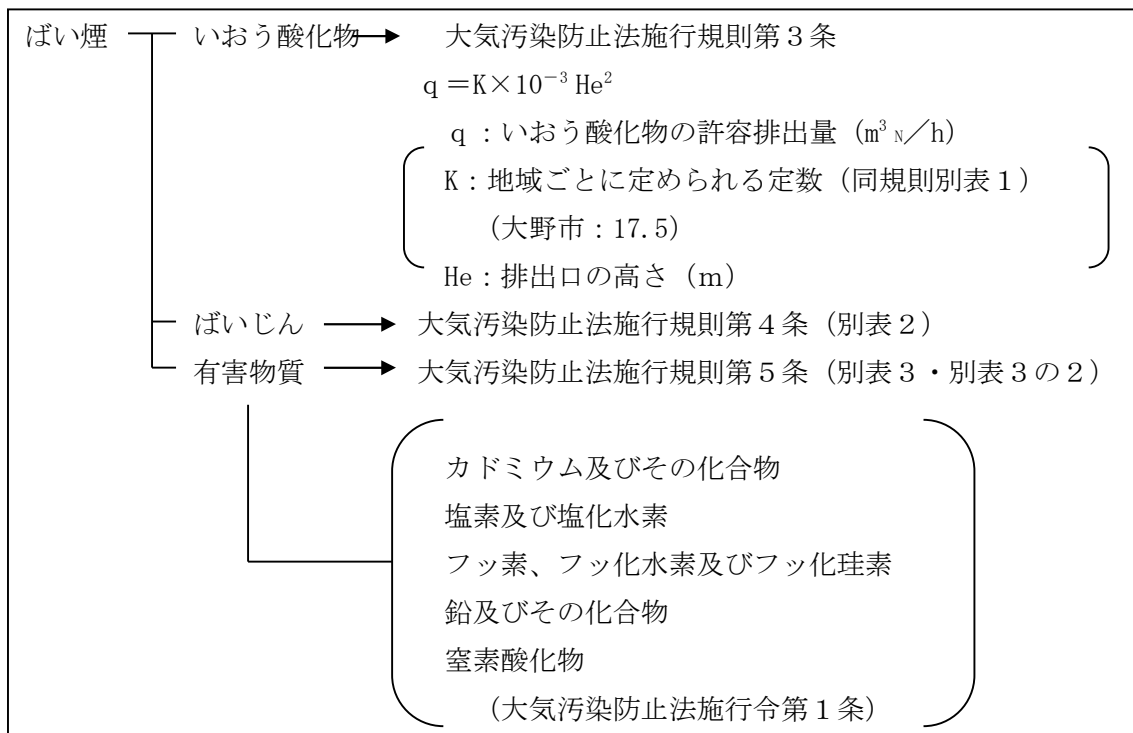 ばい煙 いおう酸化物 大気汚染防止法施行規則第３条
ｑ＝K×10⁻³ He²
ｑ：いおう酸化物の許容排出量（m³ N／h）
K：地域ごとに定められる定数（同規則別表１）
（大野市：17.5）
He：排出口の高さ（ｍ）
ばいじん 大気汚染防止法施行規則第４条（別表２）
有害物質 大気汚染防止法施行規則第５条（別表３・別表３の２）
カドミウム及びその化合物
塩素及び塩化水素
フッ素、フッ化水素及びフッ化珪素
鉛及びその化合物
窒素酸化物
（大気汚染防止法施行令第１条）